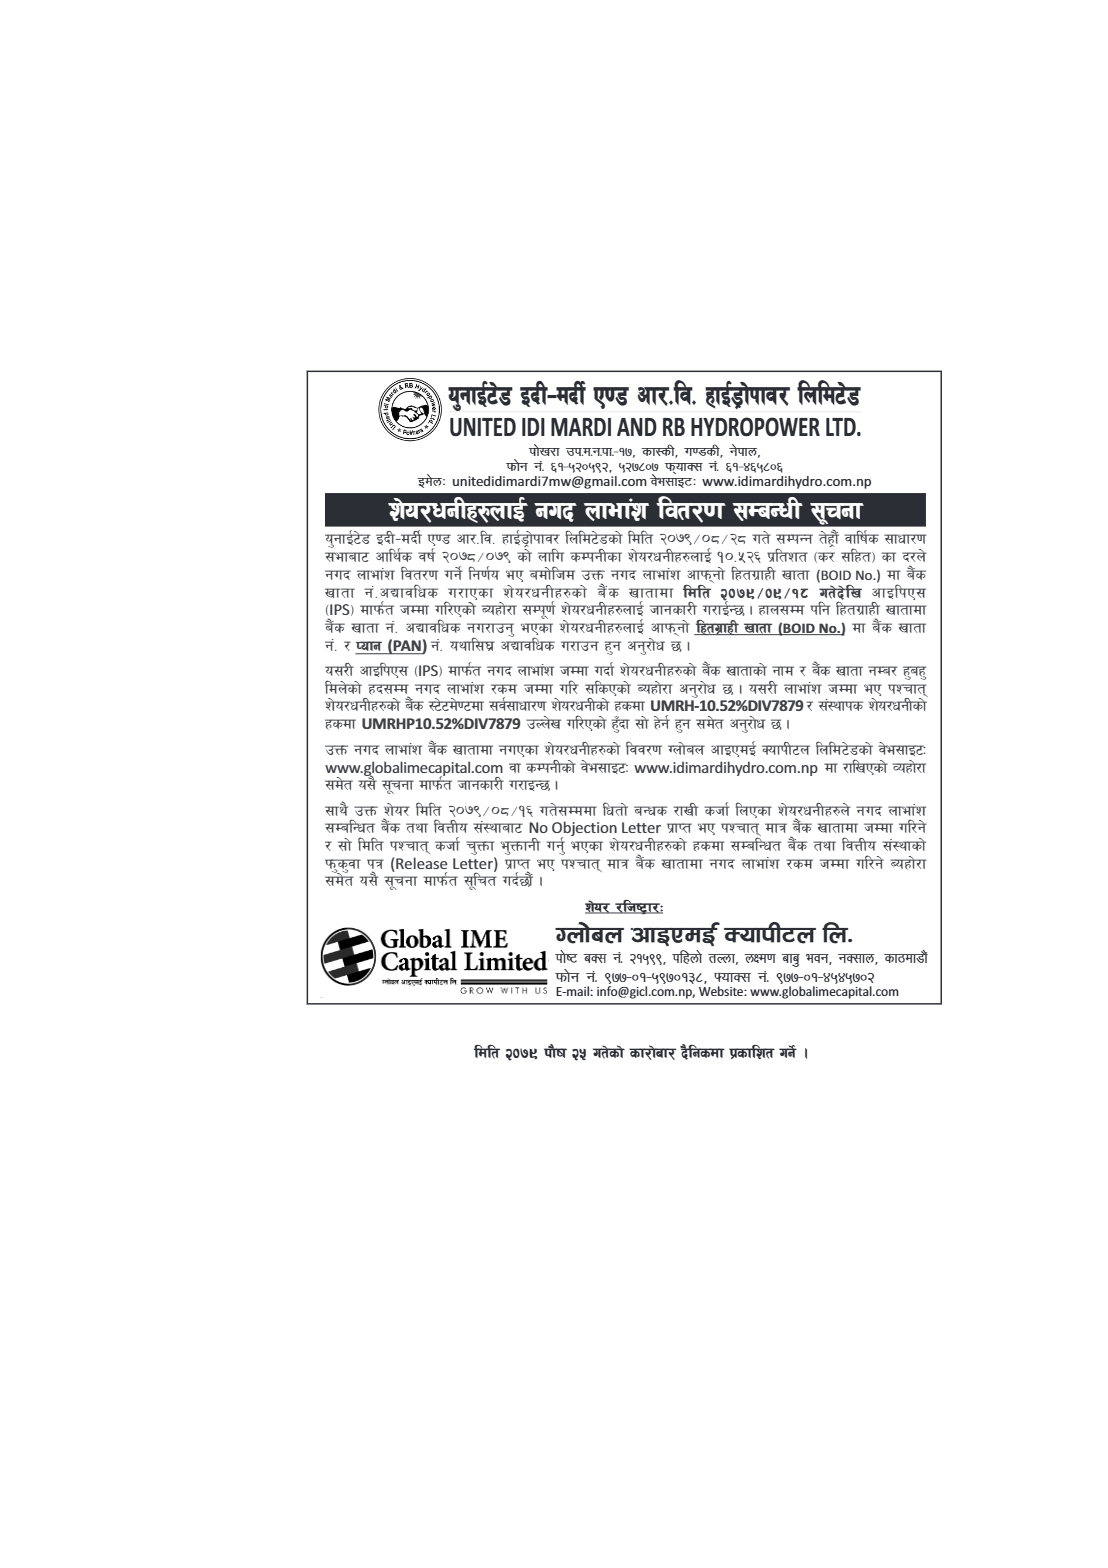 युनाईटेड इदी-मर्दी एण्ड आर.वि. हाईड्रोपावर लिमिटेड
UNITED IDI MARDI AND RB HYDROPOWER LTD.
United Idi Mardi & RB Hydropower Ltd. * Pokhara *
पोखरा उप.म.न.पा.-१७, कास्की, गण्डकी, नेपाल,
फोन नं. ६१-५२०५९२, ५२७८०७ फ्याक्स नं. ६१-४६५८०६
इमेलः unitedidimardi7mw@gmail.com वेभसाइटः www.idimardihydro.com.np
शेयरधनीहरुलाई नगद लाभांश वितरण सम्बन्धी सूचना
युनाईटेड इदी-मर्दी एण्ड आर.वि. हाईड्रोपावर लिमिटेडको मिति २०७९/०८/२८ गते सम्पन्न तेह्रौं वार्षिक साधारण
सभाबाट आर्थिक वर्ष २०७८/०७९ को लागि कम्पनीका शेयरधनीहरुलाई १०.५२६ प्रतिशत (कर सहित) का दरले
नगद लाभांश वितरण गर्ने निर्णय भए बमोजिम उक्त नगद लाभांश आफ्नो हितग्राही खाता (BOID No.) मा बैंक
खाता नं.अद्यावधिक गराएका शेयरधनीहरुको बैंक खातामा मिति २०७९/०९/१८ गतेदेखि आइपिएस
(IPS) मार्फत जम्मा गरिएको ब्यहोरा सम्पूर्ण शेयरधनीहरुलाई जानकारी गराईन्छ । हालसम्म पनि हितग्राही खातामा
बैंक खाता नं. अद्यावधिक नगराउनु भएका शेयरधनीहरुलाई आफ्नो हितग्राही खाता (BOID No.) मा बैंक खाता
नं. र प्यान (PAN) नं. यथासिघ्र अद्यावधिक गराउन हुन अनुरोध छ ।
यसरी आइपिएस (IPS) मार्फत नगद लाभांश जम्मा गर्दा शेयरधनीहरुको बैंक खाताको नाम र बैंक खाता नम्बर हुबहु
मिलेको हदसम्म नगद लाभांश रकम जम्मा गरि सकिएको ब्यहोरा अनुरोध छ । यसरी लाभांश जम्मा भए पश्चात्
शेयरधनीहरुको बैंक स्टेटमेण्टमा सर्वसाधारण शेयरधनीको हकमा UMRH-10.52%DIV7879 र संस्थापक शेयरधनीको
हकमा UMRHP10.52%DIV7879 उल्लेख गरिएको हुँदा सो हेर्न हुन समेत अनुरोध छ ।
उक्त नगद लाभांश बैंक खातामा नगएका शेयरधनीहरुको विवरण ग्लोबल आइएमई क्यापीटल लिमिटेडको वेभसाइटः
www.globalimecapital.com वा कम्पनीको वेभसाइटः www.idimardihydro.com.np मा राखिएको व्यहोरा
समेत यसै सूचना मार्फत जानकारी गराइन्छ ।
साथै उक्त शेयर मिति २०७९/०८/१६ गतेसम्ममा धितो बन्धक राखी कर्जा लिएका शेयरधनीहरुले नगद लाभांश
सम्बन्धित बैंक तथा वित्तीय संस्थाबाट No Objection Letter प्राप्त भए पश्चात् मात्र बैंक खातामा जम्मा गरिने
र सो मिति पश्चात् कर्जा चुक्ता भुक्तानी गर्नु भएका शेयरधनीहरुको हकमा सम्बन्धित बैंक तथा वित्तीय संस्थाको
फुकुवा पत्र (Release Letter) प्राप्त भए पश्चात् मात्र बैंक खातामा नगद लाभांश रकम जम्मा गरिने ब्यहोरा
समेत यसै सूचना मार्फत सूचित गर्दछौं ।
शेयर रजिष्ट्रारः
Global IME
Capital Limited
ग्लोबल आइएमई क्यापीटल लि.
GROW WITH US
ग्लोबल आइएमई क्यापीटल लि.
पोष्ट बक्स नं. २१५९९, पहिलो तल्ला, लक्ष्मण बाबु भवन, नक्साल, काठमाडौं
फोन नं. ९७७-०१-५९७०१३८, फ्याक्स नं. ९७७-०१-४५४५७०२
E-mail: info@gicl.com.np, Website: www.globalimecapital.com
मिति २०७९ पौष २५ गतेको कारोबार दैनिकमा प्रकाशित गर्ने ।